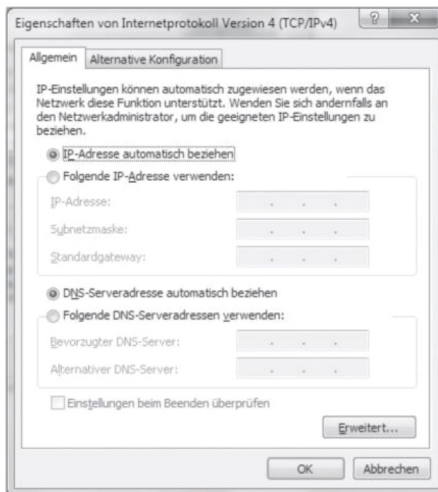 Eigenschaften von Internetprotokoll Version 4 (TCP/IPv4)
Allgemein
Alternative Konfiguration
IP-Einstellungen können automatisch zugewiesen werden, wenn das
Netzwerk diese Funktion unterstützt. Wenden Sie sich andernfalls an
den Netzwerkadministrator, um die geeigneten IP-Einstellungen zu
beziehen.
IP-Adresse automatisch beziehen
Folgende IP-Adresse verwenden:
IP-Adresse:
Subnetzmaske:
Standardgateway:
DNS-Serveradresse automatisch beziehen
Folgende DNS-Serveradressen verwenden:
Bevorzugter DNS-Server:
Alternativer DNS-Server:
Einstellungen beim Beenden überprüfen
Erweitert...
OK
Abbrechen